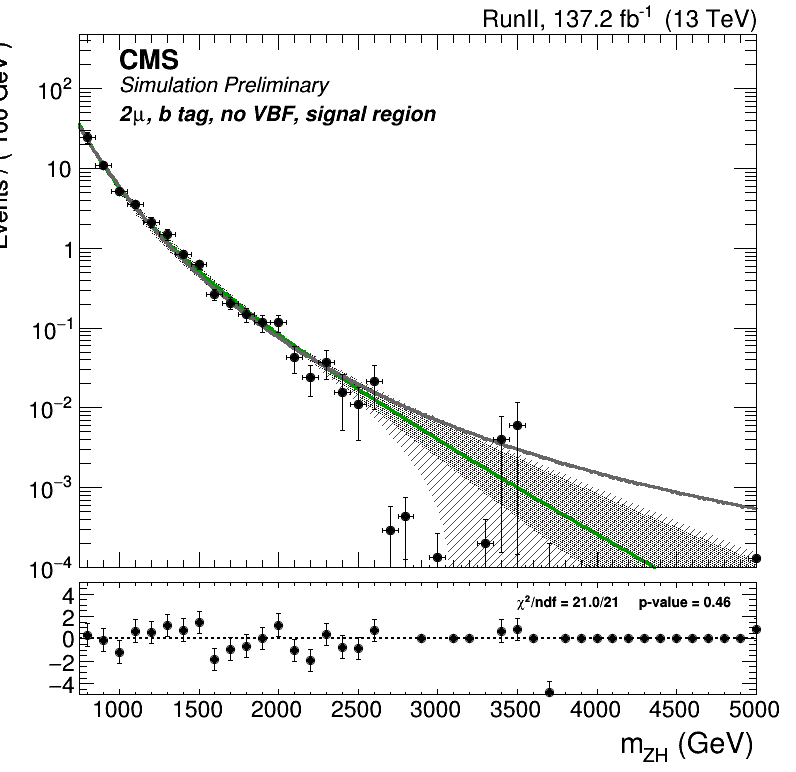 RunII, 137.2 fb⁻¹ (13 TeV)
CMS
Simulation Preliminary
2μ, b tag, no VBF, signal region
10²
10
1
10⁻¹
10⁻²
10⁻³
10⁻⁴
χ²/ndf = 21.0/21 p-value = 0.46
4
2
0
−2
−4
1000 1500 2000 2500 3000 3500 4000 4500 5000
m_ZH (GeV)